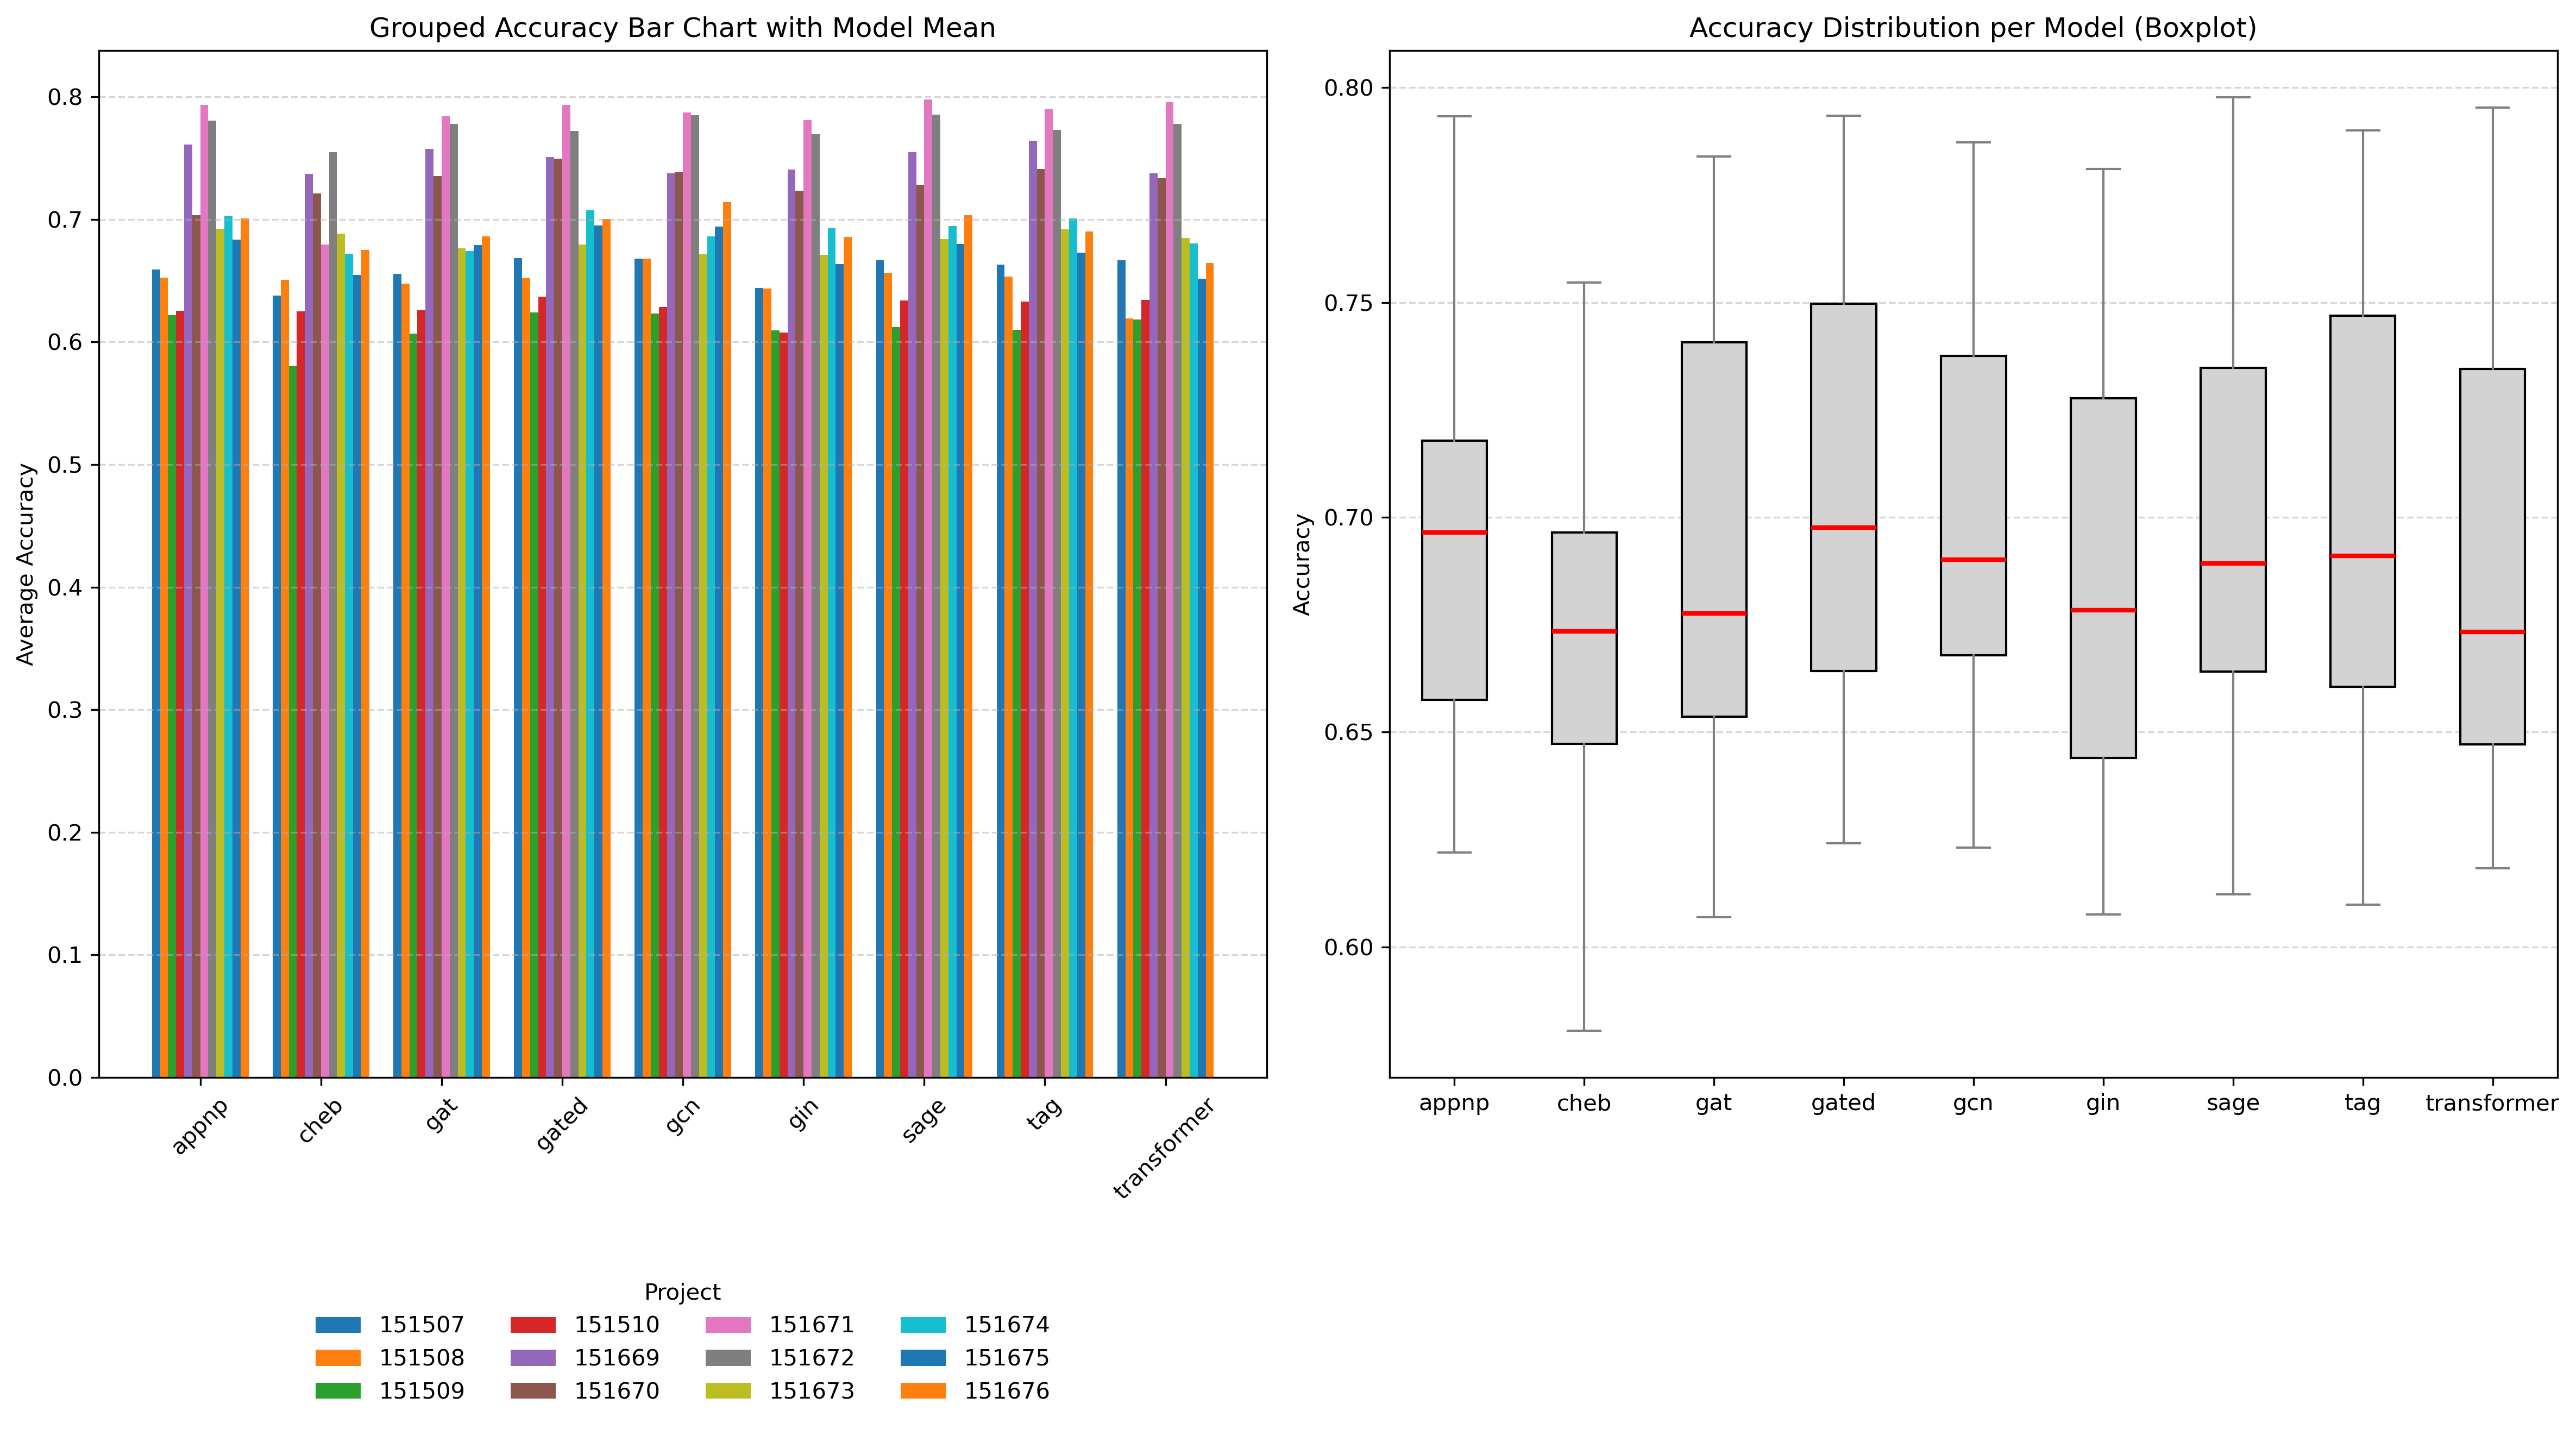 Grouped Accuracy Bar Chart with Model Mean
Average Accuracy
0.8
0.7
0.6
0.5
0.4
0.3
0.2
0.1
0.0
appnp
cheb
gat
gated
gcn
gin
sage
tag
transformer
Project
151507
151508
151509
151510
151669
151670
151671
151672
151673
151674
151675
151676
Accuracy Distribution per Model (Boxplot)
Accuracy
0.80
0.75
0.70
0.65
0.60
appnp
cheb
gat
gated
gcn
gin
sage
tag
transformer